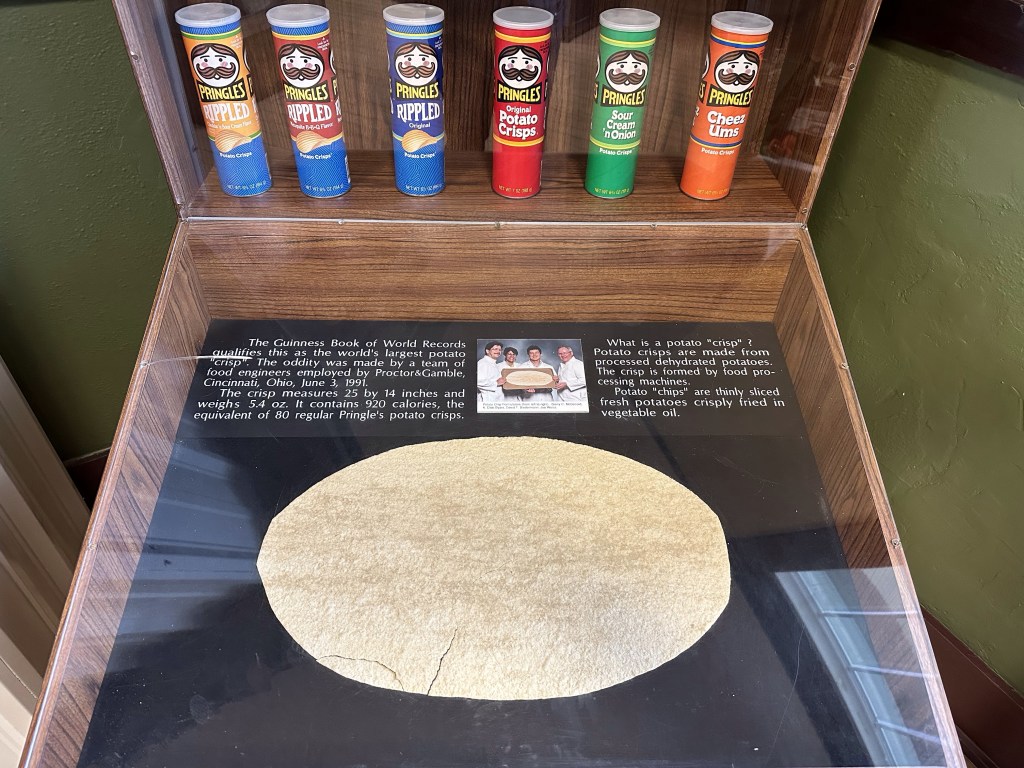 PRINGLES
RIPPLED
Potato Crisps
PRINGLES
RIPPLED
B-B-Q Flavor
Potato Crisps
PRINGLES
RIPPLED
Original
Potato Crisps
PRINGLES
Original
Potato
Crisps
PRINGLES
Sour
Cream
'n Onion
Potato Crisps
PRINGLES
Cheez
Ums
Potato Crisps
The Guinness Book of World Records
qualifies this as the world's largest potato
"crisp". The oddity was made by a team of
food engineers employed by Proctor&Gamble,
Cincinnati, Ohio, June 3, 1991.
The crisp measures 25 by 14 inches and
weighs 5.4 oz. It contains 920 calories, the
equivalent of 80 regular Pringle's potato crisps.
What is a potato "crisp" ?
Potato crisps are made from
processed dehydrated potatoes.
The crisp is formed by food pro-
cessing machines.
Potato "chips" are thinly sliced
fresh potatoes crisply fried in
vegetable oil.